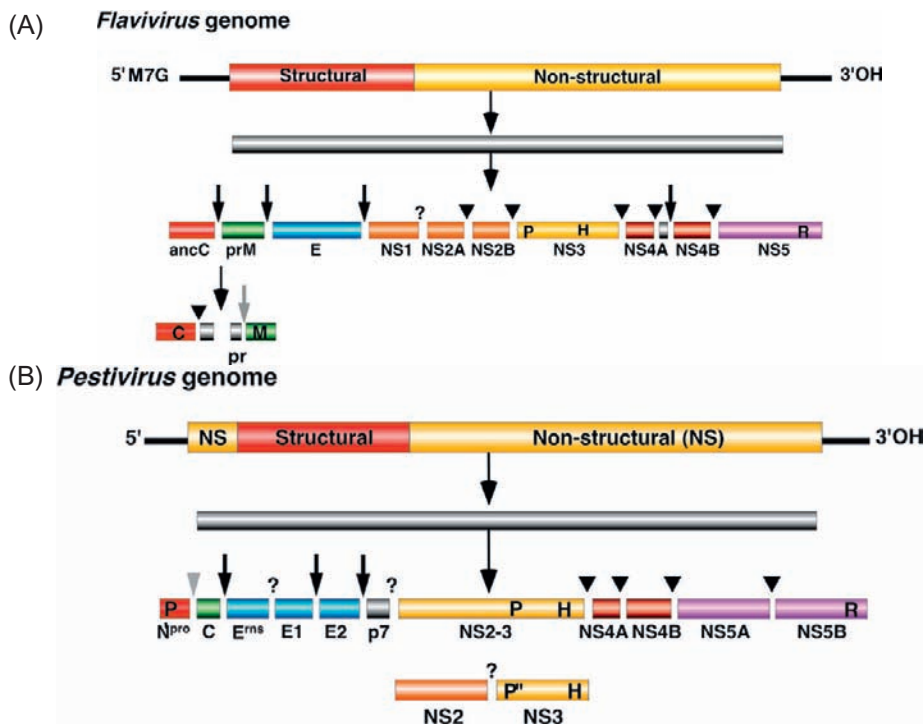 (A) Flavivirus genome
5' M7G Structural Non-structural 3'OH
?
P H R
ancC prM E NS1 NS2A NS2B NS3 NS4A NS4B NS5
C M
pr
(B) Pestivirus genome
5' NS Structural Non-structural (NS) 3'OH
? ?
P P H R
Npro C Erns E1 E2 p7 NS2-3 NS4A NS4B NS5A NS5B
?
P" H
NS2 NS3